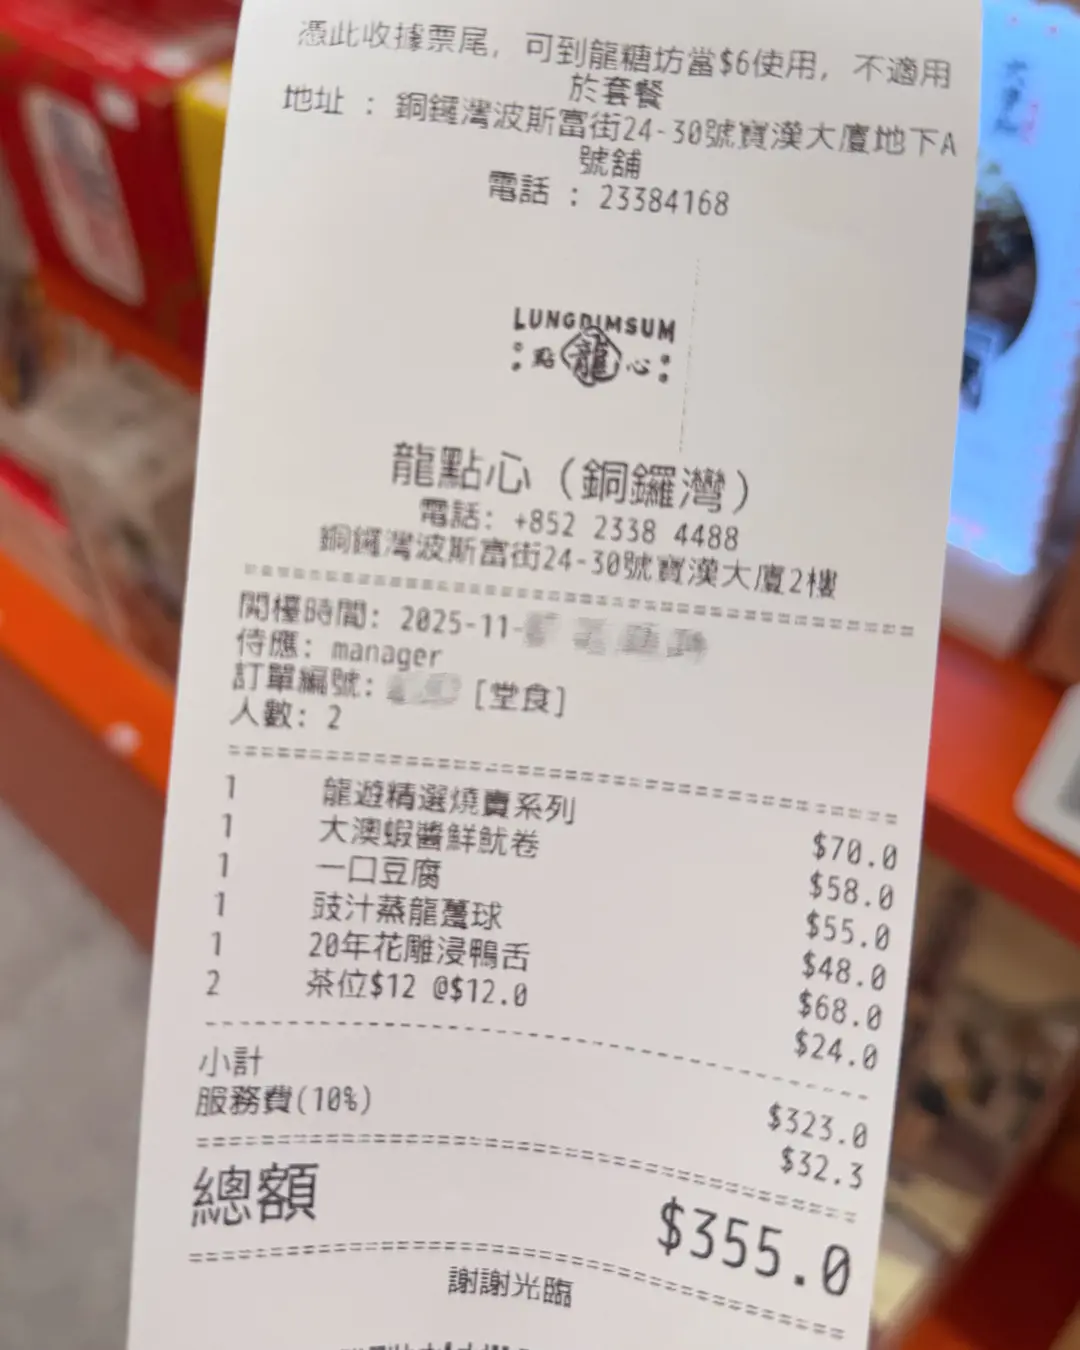 憑此收據票尾，可到龍糖坊當$6使用，不適用
於套餐
地址 ： 銅鑼灣波斯富街24-30號寶漢大廈地下A
號舖
電話 ： 23384168
LUNGDIMSUM
點 龍 心
龍點心（銅鑼灣）
電話: +852 2338 4488
銅鑼灣波斯富街24-30號寶漢大廈2樓
開檯時間: 2025-11-
侍應: manager
訂單編號: [堂食]
人數: 2
1 龍遊精選燒賣系列 $70.0
1 大澳蝦醬鮮魷卷 $58.0
1 一口豆腐 $55.0
1 豉汁蒸龍躉球 $48.0
1 20年花雕浸鴨舌 $68.0
2 茶位$12 @$12.0 $24.0
小計 $323.0
服務費(10%) $32.3
總額 $355.0
謝謝光臨